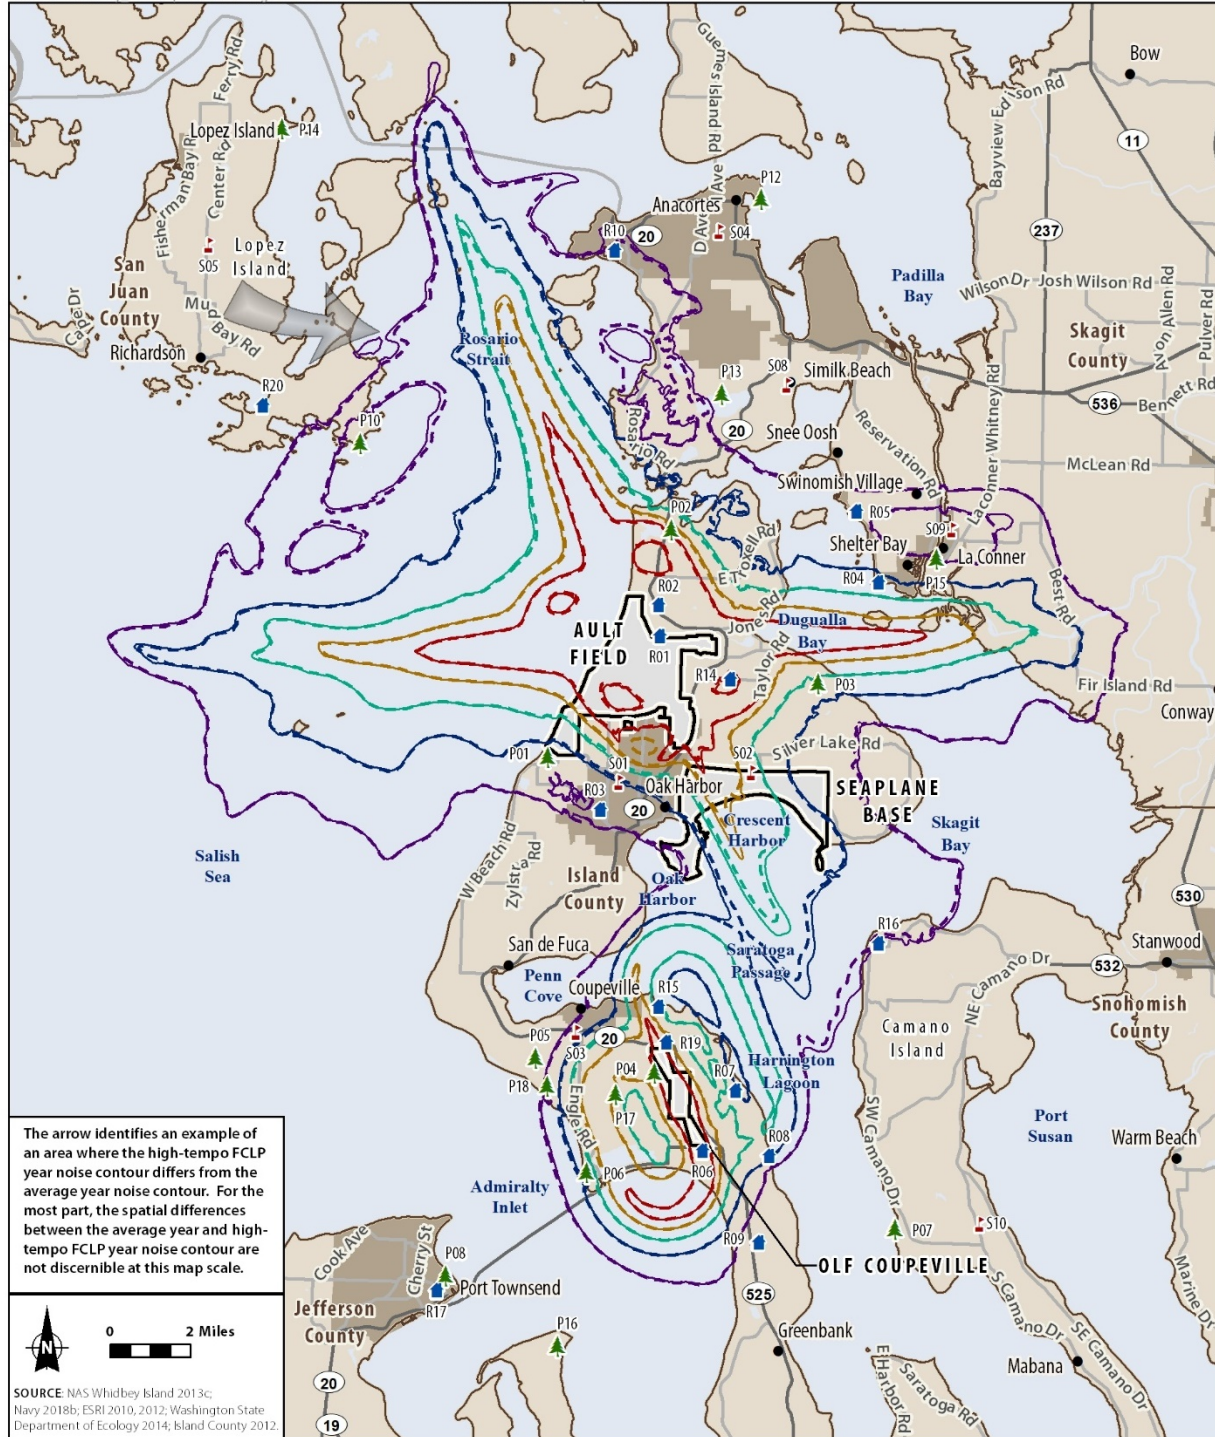 Bow
Ferry Rd
Guemes Island Rd
Bayview Edison Rd
Lopez Island
P14
11
Fisherman Bay R
Center Rd
D Ave
Ave Rd
P12
Anacortes
R10
20
S04
237
S05
Lopez
Island
San
Juan
County
Padilla
Bay
Wilson Dr
Josh Wilson Rd
Avon Allen Rd
Pulver Rd
Skagit
County
Mud Bay Rd
Richardson
Rosario
Strait
S08
Similk Beach
P13
R20
536
Bennett Rd
P10
20
Rosario Rd
Snee Oosh
Reservation Rd
Laconner Whitney Rd
McLean Rd
Swinomish Village
P02
R05
S09
Shelter Bay
La Conner
E Troxell Rd
R04
P15
R02
Best Rd
AULT
FIELD
Jones Rd
Dugualla
Bay
R01
Taylor Rd
R14
P03
Fir Island Rd
Conway
P01
S01
S02
Silver Lake Rd
R03
Oak Harbor
20
SEAPLANE
BASE
Crescent
Harbor
Skagit
Bay
W Beach Rd
Zylstra Rd
Salish
Sea
Island
County
Oak
Harbor
530
R16
San de Fuca
Saratoga
Passage
Stanwood
532
NE Camano Dr
Penn
Cove
Coupeville
R15
Snohomish
County
Camano
Island
P05
S03
20
R19
Harrington
Lagoon
P18
P04
R07
Engle Rd
P17
SW Camano Dr
Port
Susan
R08
Warm Beach
P06
R06
Admiralty
Inlet
P07
S10
R09
OLF COUPEVILLE
The arrow identifies an example of
an area where the high-tempo FCLP
year noise contour differs from the
average year noise contour. For the
most part, the spatial differences
between the average year and high-
tempo FCLP year noise contour are
not discernible at this map scale.
Cook Ave
Cherry St
P08
Port Townsend
R17
Jefferson
County
525
S Camano Dr
SE Camano Dr
Marine Dr
P16
Greenbank
Mabana
E Harbor Rd
Saratoga Rd
20
19
N
0 2 Miles
SOURCE: NAS Whidbey Island 2013c;
Navy 2018b; ESRI 2010, 2012; Washington State
Department of Ecology 2014; Island County 2012.